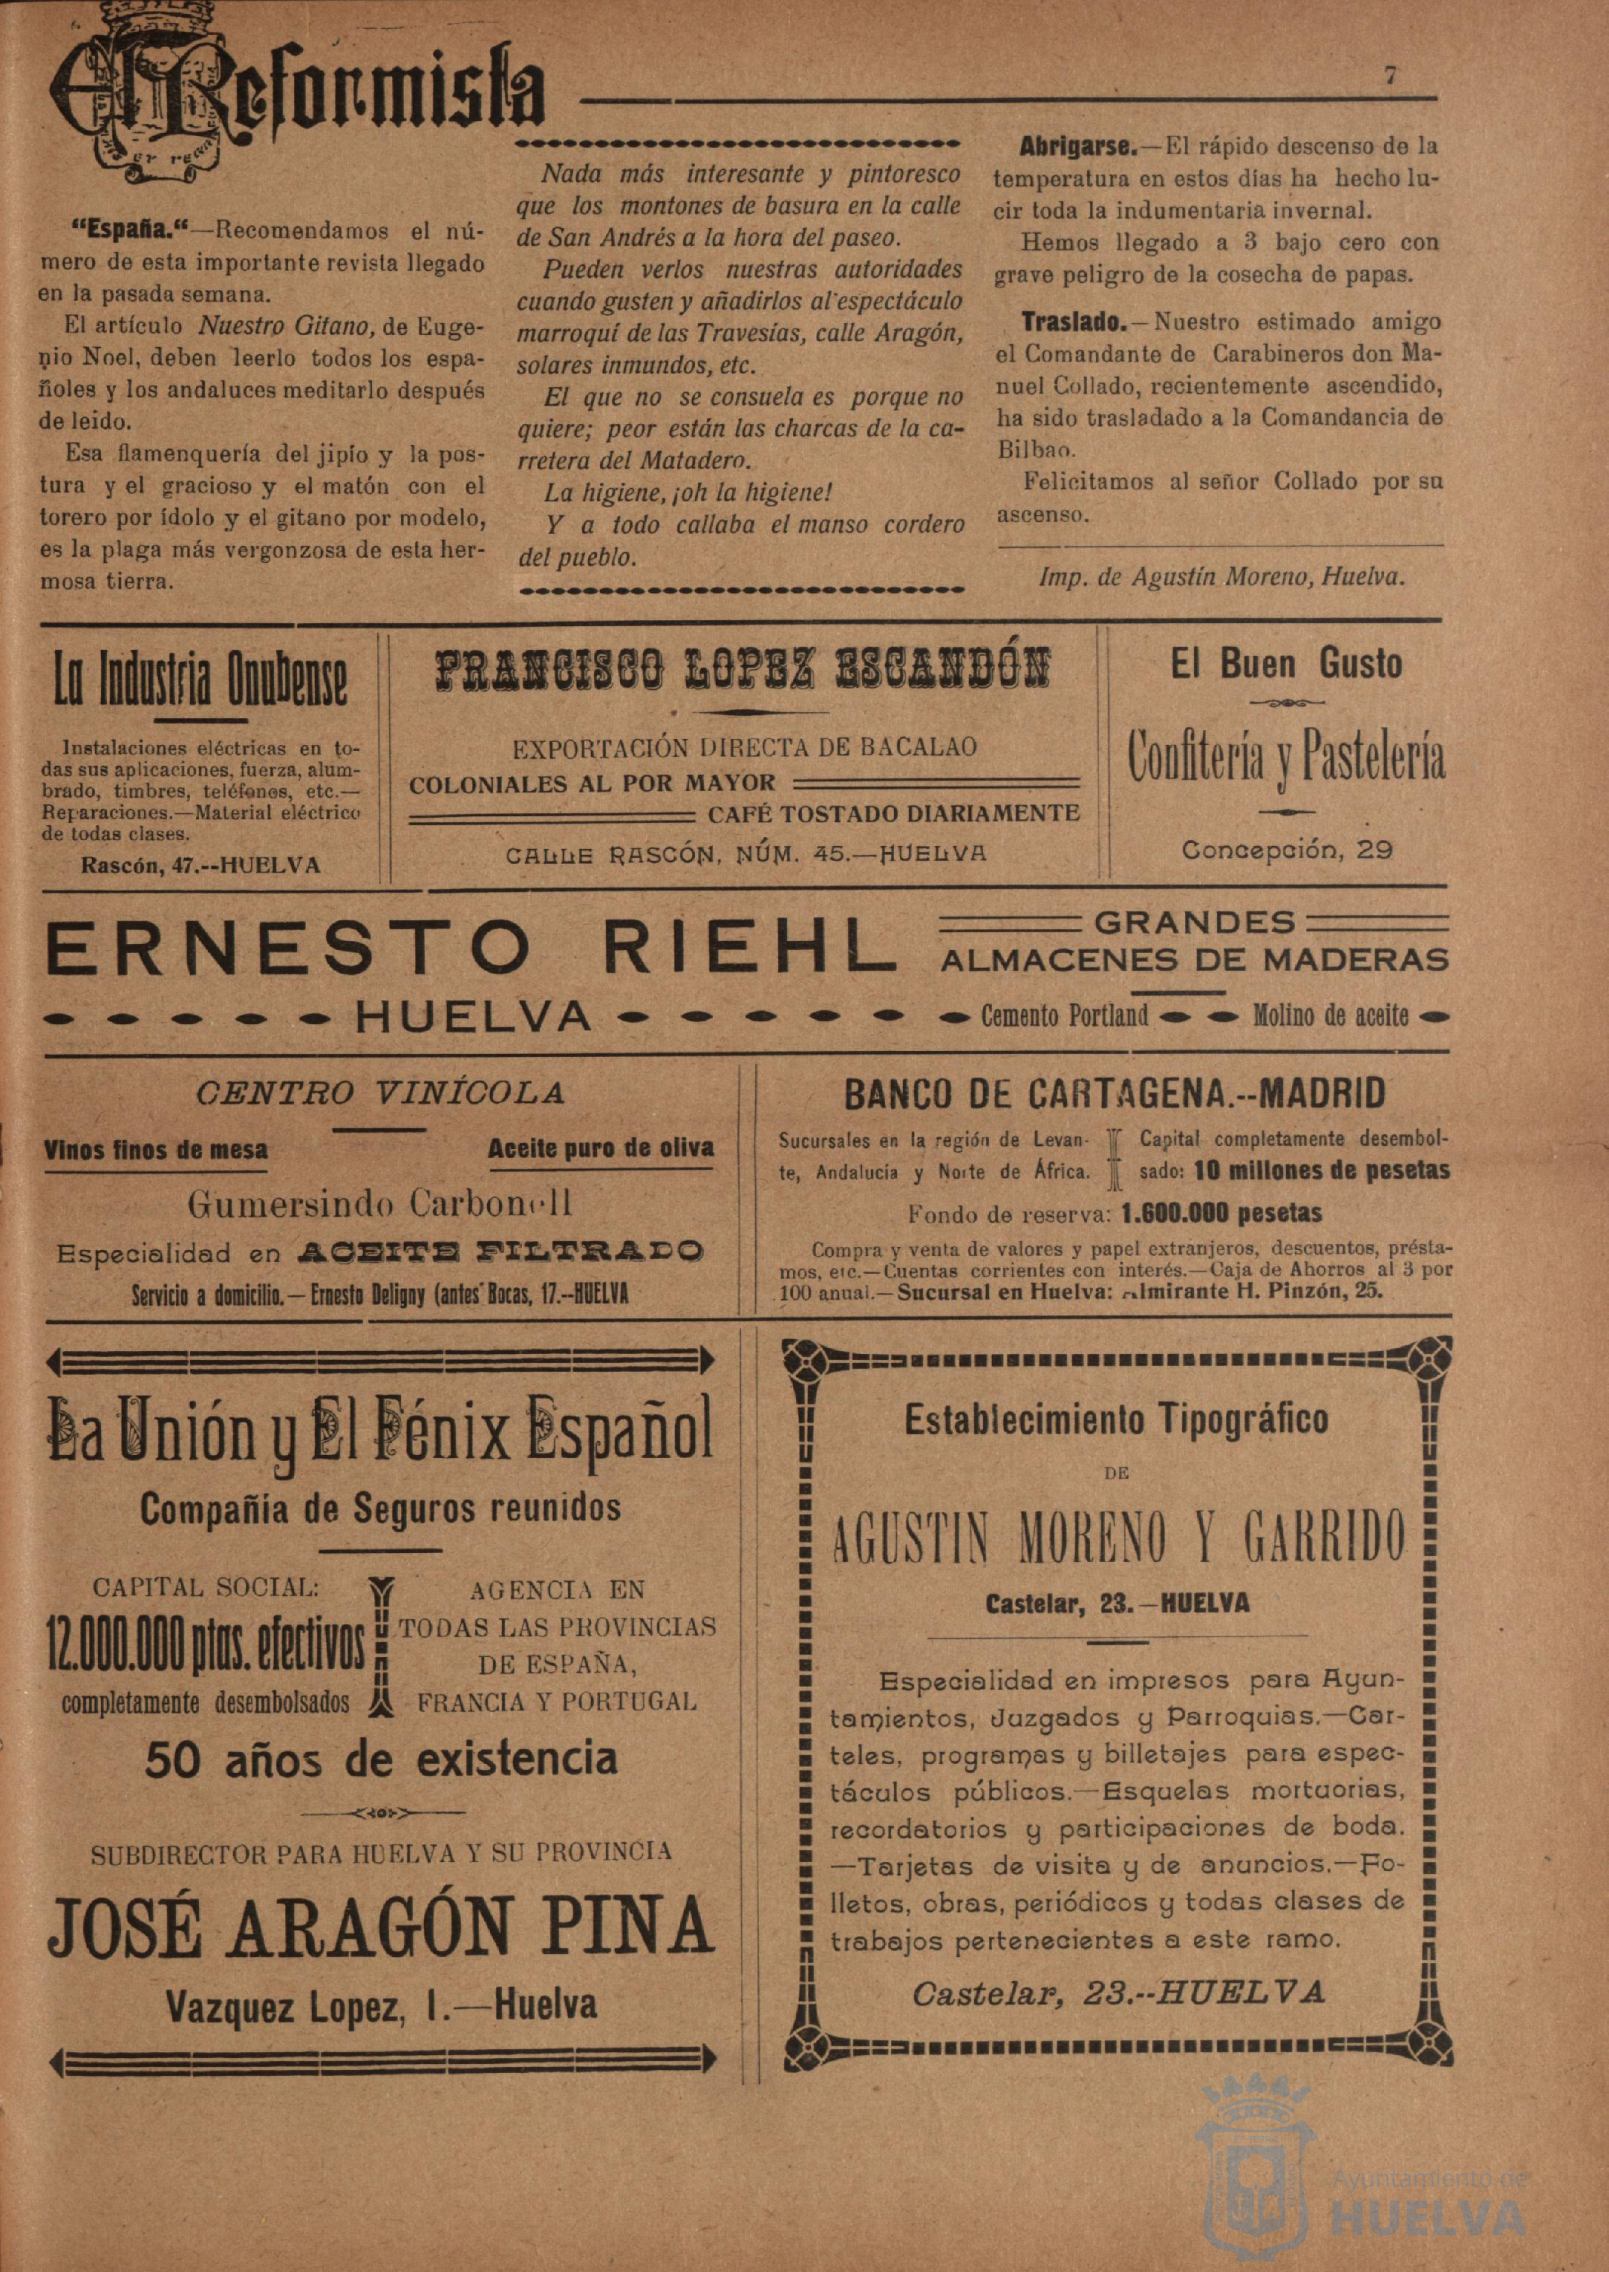 El Reformista
7
"España."—Recomendamos el nú-
mero de esta importante revista llegado
en la pasada semana.
El artículo Nuestro Gitano, de Euge-
nio Noel, deben leerlo todos los espa-
ñoles y los andaluces meditarlo después
de leido.
Esa flamenquería del jipío y la pos-
tura y el gracioso y el matón con el
torero por ídolo y el gitano por modelo,
es la plaga más vergonzosa de esta her-
mosa tierra.
Nada más interesante y pintoresco
que los montones de basura en la calle
de San Andrés a la hora del paseo.
Pueden verlos nuestras autoridades
cuando gusten y añadirlos al espectáculo
marroquí de las Travesías, calle Aragón,
solares inmundos, etc.
El que no se consuela es porque no
quiere; peor están las charcas de la ca-
rretera del Matadero.
La higiene, ¡oh la higiene!
Y a todo callaba el manso cordero
del pueblo.
Abrigarse.—El rápido descenso de la
temperatura en estos días ha hecho lu-
cir toda la indumentaria invernal.
Hemos llegado a 3 bajo cero con
grave peligro de la cosecha de papas.
Traslado.—Nuestro estimado amigo
el Comandante de Carabineros don Ma-
nuel Collado, recientemente ascendido,
ha sido trasladado a la Comandancia de
Bilbao.
Felicitamos al señor Collado por su
ascenso.
Imp. de Agustín Moreno, Huelva.
La Industria Onubense
Instalaciones eléctricas en to-
das sus aplicaciones, fuerza, alum-
brado, timbres, teléfonos, etc.—
Reparaciones.—Material eléctrico
de todas clases.
Rascón, 47.--HUELVA
FRANCISCO LOPEZ ESCANDÓN
EXPORTACIÓN DIRECTA DE BACALAO
COLONIALES AL POR MAYOR
CAFÉ TOSTADO DIARIAMENTE
CALLE RASCÓN, NÚM. 45.—HUELVA
El Buen Gusto
Confitería y Pastelería
Concepción, 29
ERNESTO RIEHL
HUELVA
GRANDES
ALMACENES DE MADERAS
Cemento Portland
Molino de aceite
CENTRO VINÍCOLA
Vinos finos de mesa
Aceite puro de oliva
Gumersindo Carbonell
Especialidad en ACEITE FILTRADO
Servicio a domicilio.—Ernesto Deligny (antes Bocas, 17.--HUELVA
BANCO DE CARTAGENA.--MADRID
Sucursales en la región de Levan-
te, Andalucía y Norte de África.
Capital completamente desembol-
sado: 10 millones de pesetas
Fondo de reserva: 1.600.000 pesetas
Compra y venta de valores y papel extranjeros, descuentos, présta-
mos, etc.—Cuentas corrientes con interés.—Caja de Ahorros al 3 por
100 anual.—Sucursal en Huelva: Almirante H. Pinzón, 25.
La Unión y El Fénix Español
Compañía de Seguros reunidos
CAPITAL SOCIAL:
12.000.000 ptas. efectivos
completamente desembolsados
AGENCIA EN
TODAS LAS PROVINCIAS
DE ESPAÑA,
FRANCIA Y PORTUGAL
50 años de existencia
SUBDIRECTOR PARA HUELVA Y SU PROVINCIA
JOSÉ ARAGÓN PINA
Vazquez Lopez, 1.—Huelva
Establecimiento Tipográfico
DE
AGUSTIN MORENO Y GARRIDO
Castelar, 23.—HUELVA
Especialidad en impresos para Ayun-
tamientos, Juzgados y Parroquias.—Car-
teles, programas y billetajes para espec-
táculos públicos.—Esquelas mortuorias,
recordatorios y participaciones de boda.
—Tarjetas de visita y de anuncios.—Fo-
lletos, obras, periódicos y todas clases de
trabajos pertenecientes a este ramo.
Castelar, 23.--HUELVA
Ayuntamiento de
HUELVA